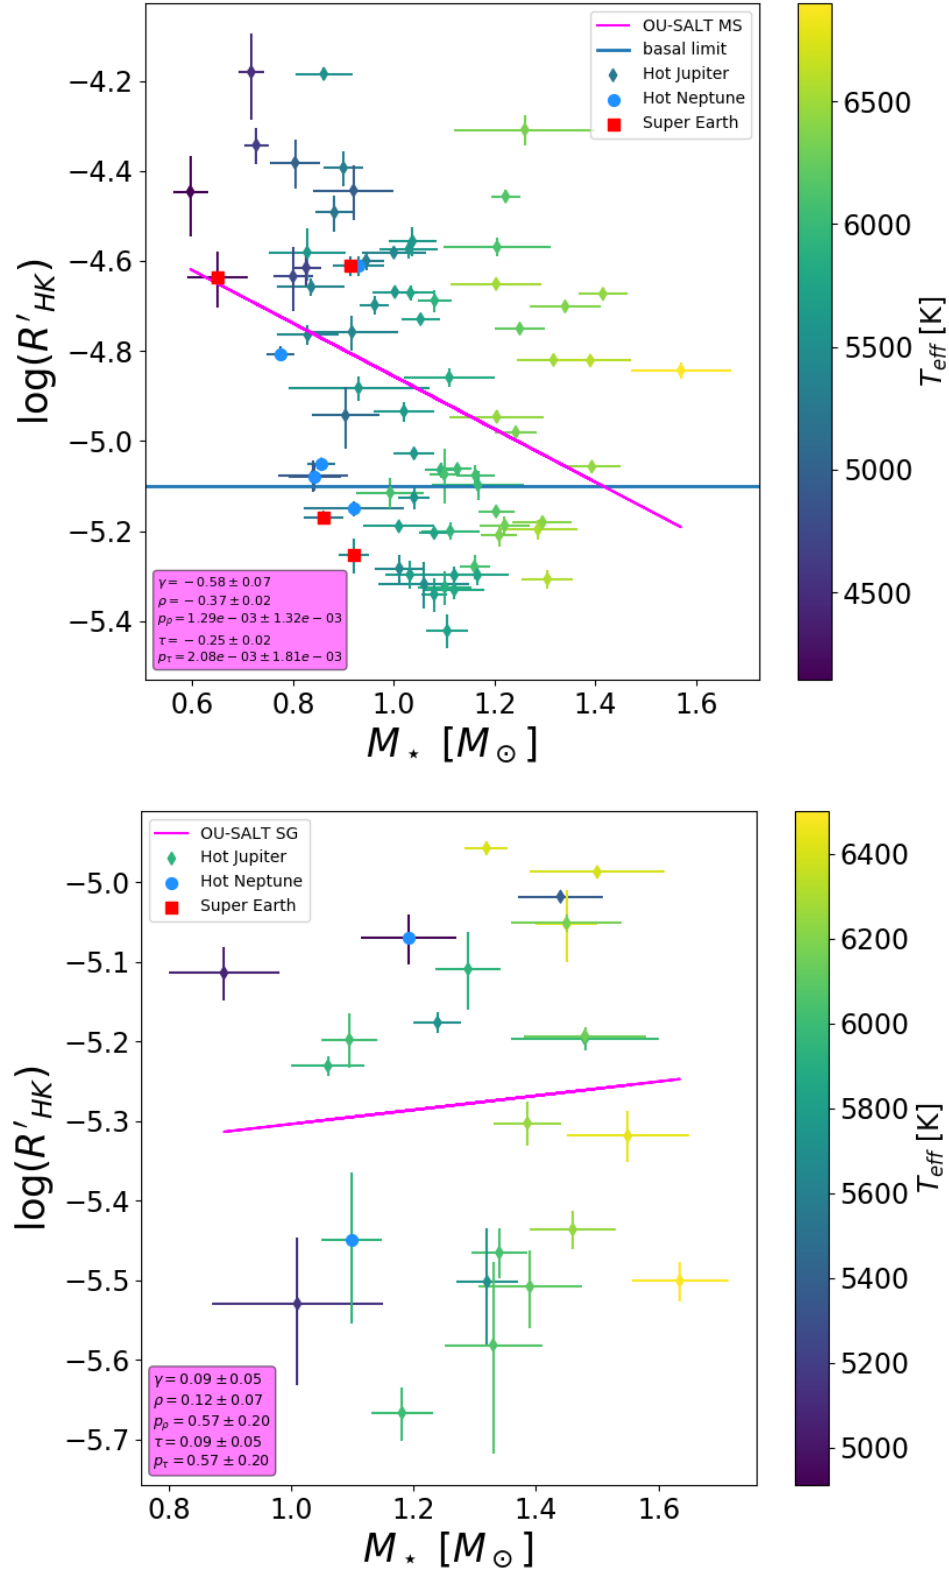 OU-SALT MS
basal limit
Hot Jupiter
Hot Neptune
Super Earth
−4.2
−4.4
−4.6
−4.8
−5.0
−5.2
−5.4
log(R′HK)
γ = −0.58 ± 0.07
ρ = −0.37 ± 0.02
pρ = 1.29e − 03 ± 1.32e − 03
τ = −0.25 ± 0.02
pτ = 2.08e − 03 ± 1.81e − 03
0.6 0.8 1.0 1.2 1.4 1.6
M⋆ [M⊙]
6500
6000
5500
5000
4500
Teff [K]
OU-SALT SG
Hot Jupiter
Hot Neptune
Super Earth
−5.0
−5.1
−5.2
−5.3
−5.4
−5.5
−5.6
−5.7
log(R′HK)
γ = 0.09 ± 0.05
ρ = 0.12 ± 0.07
pρ = 0.57 ± 0.20
τ = 0.09 ± 0.05
pτ = 0.57 ± 0.20
0.8 1.0 1.2 1.4 1.6
M⋆ [M⊙]
6400
6200
6000
5800
5600
5400
5200
5000
Teff [K]